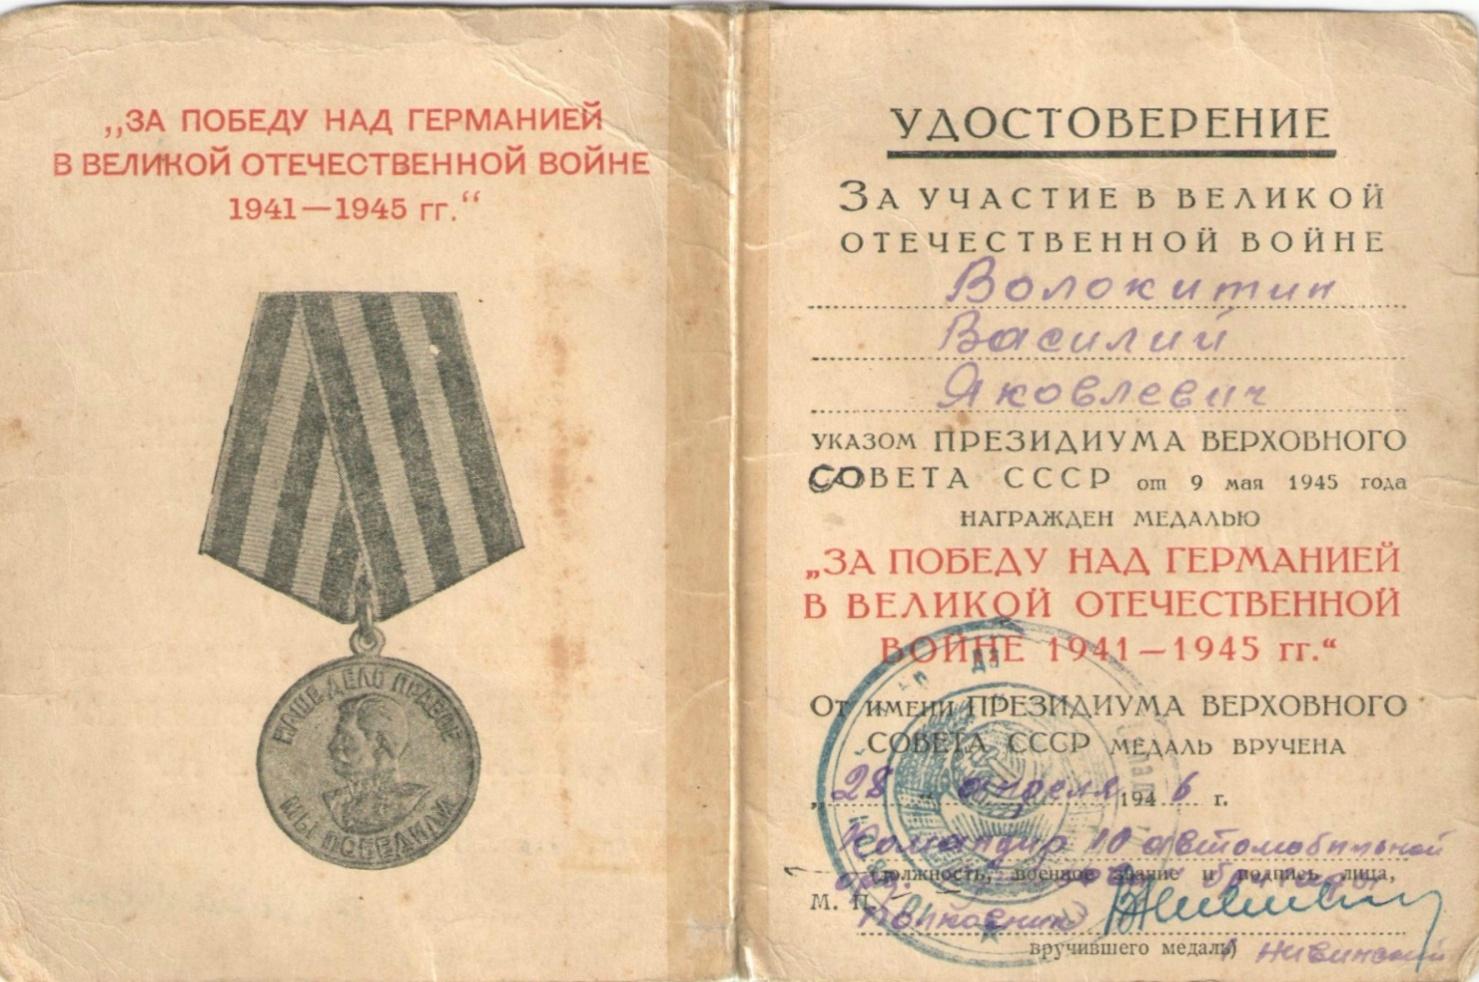 „ЗА ПОБЕДУ НАД ГЕРМАНИЕЙ
В ВЕЛИКОЙ ОТЕЧЕСТВЕННОЙ ВОЙНЕ
1941—1945 гг.“
НАШЕ ДЕЛО ПРАВОЕ
МЫ ПОБЕДИЛИ
УДОСТОВЕРЕНИЕ
ЗА УЧАСТИЕ В ВЕЛИКОЙ
ОТЕЧЕСТВЕННОЙ ВОЙНЕ
Волокитин
Василий
Яковлевич
УКАЗОМ ПРЕЗИДИУМА ВЕРХОВНОГО
СОВЕТА СССР от 9 мая 1945 года
НАГРАЖДЕН МЕДАЛЬЮ
„ЗА ПОБЕДУ НАД ГЕРМАНИЕЙ
В ВЕЛИКОЙ ОТЕЧЕСТВЕННОЙ
ВОЙНЕ 1941—1945 гг.“
ОТ ИМЕНИ ПРЕЗИДИУМА ВЕРХОВНОГО
СОВЕТА СССР МЕДАЛЬ ВРУЧЕНА
„28“ апреля 1946 г.
Командир 10 автомобильной
(должность, военное звание и подпись лица,
бригады
М. П. Полковник
вручившего медаль) Живинский